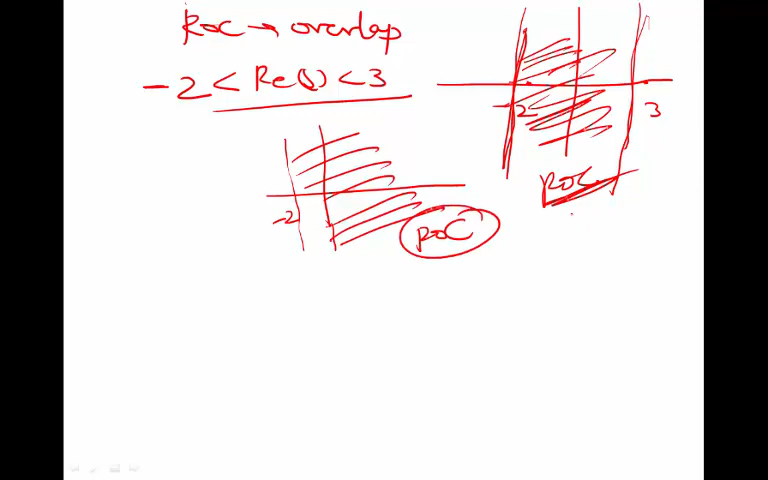 ROC → overlap
-2 < Re(s) < 3
-2
3
ROC
-2
ROC